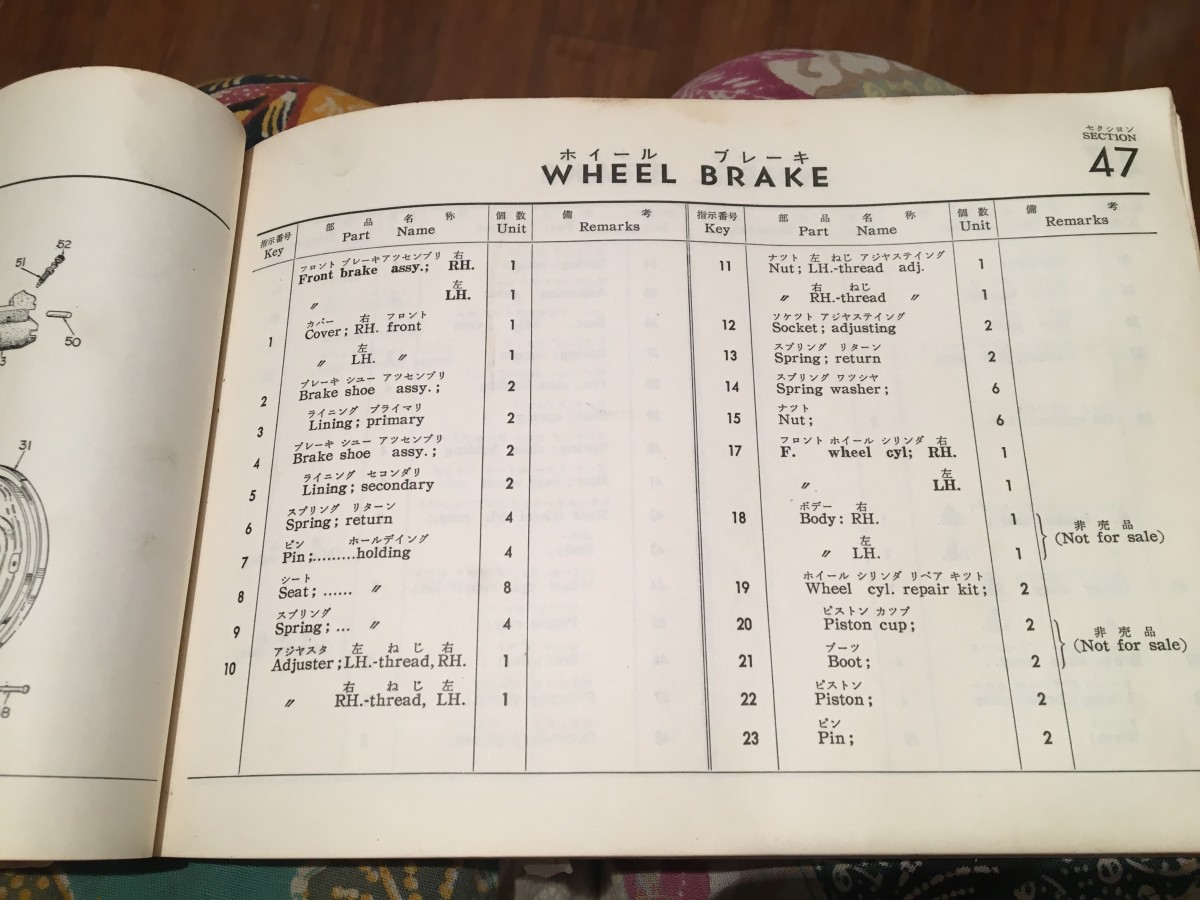 52
51
50
3
31
8
セクション
SECTION
47
ホイール ブレーキ
WHEEL BRAKE
指示番号 部品名称 個数 備考
Key Part Name Unit Remarks
フロント ブレーキアツセンブリ 右
Front brake assy.; RH. 1
左
〃 LH. 1
カバー 右 フロント
1 Cover; RH. front 1
左
〃 LH. 〃 1
ブレーキ シユー アツセンブリ
2 Brake shoe assy.; 2
ライニング プライマリ
3 Lining; primary 2
ブレーキ シユー アツセンブリ
4 Brake shoe assy.; 2
ライニング セコンダリ
5 Lining; secondary 2
スプリング リターン
6 Spring; return 4
ピン ホールデイング
7 Pin;.........holding 4
シート
8 Seat; ...... 〃 8
スプリング
9 Spring; ... 〃 4
アジヤスタ 左 ねじ 右
10 Adjuster; LH.-thread, RH. 1
右 ねじ 左
〃 RH.-thread, LH. 1
指示番号 部品名称 個数 備考
Key Part Name Unit Remarks
ナツト 左 ねじ アジヤステイング
11 Nut; LH.-thread adj. 1
右 ねじ
〃 RH.-thread 〃 1
ソケツト アジヤステイング
12 Socket; adjusting 2
スプリング リターン
13 Spring; return 2
スプリング ワツシヤ
14 Spring washer; 6
ナツト
15 Nut; 6
フロント ホイール シリンダ 右
17 F. wheel cyl; RH. 1
左
〃 LH. 1
ボデー 右
18 Body: RH. 1
左
〃 LH. 1
非売品
(Not for sale)
ホイール シリンダ リペア キツト
19 Wheel cyl. repair kit; 2
ピストン カツプ
20 Piston cup; 2
ブーツ
21 Boot; 2
非売品
(Not for sale)
ピストン
22 Piston; 2
ピン
23 Pin; 2